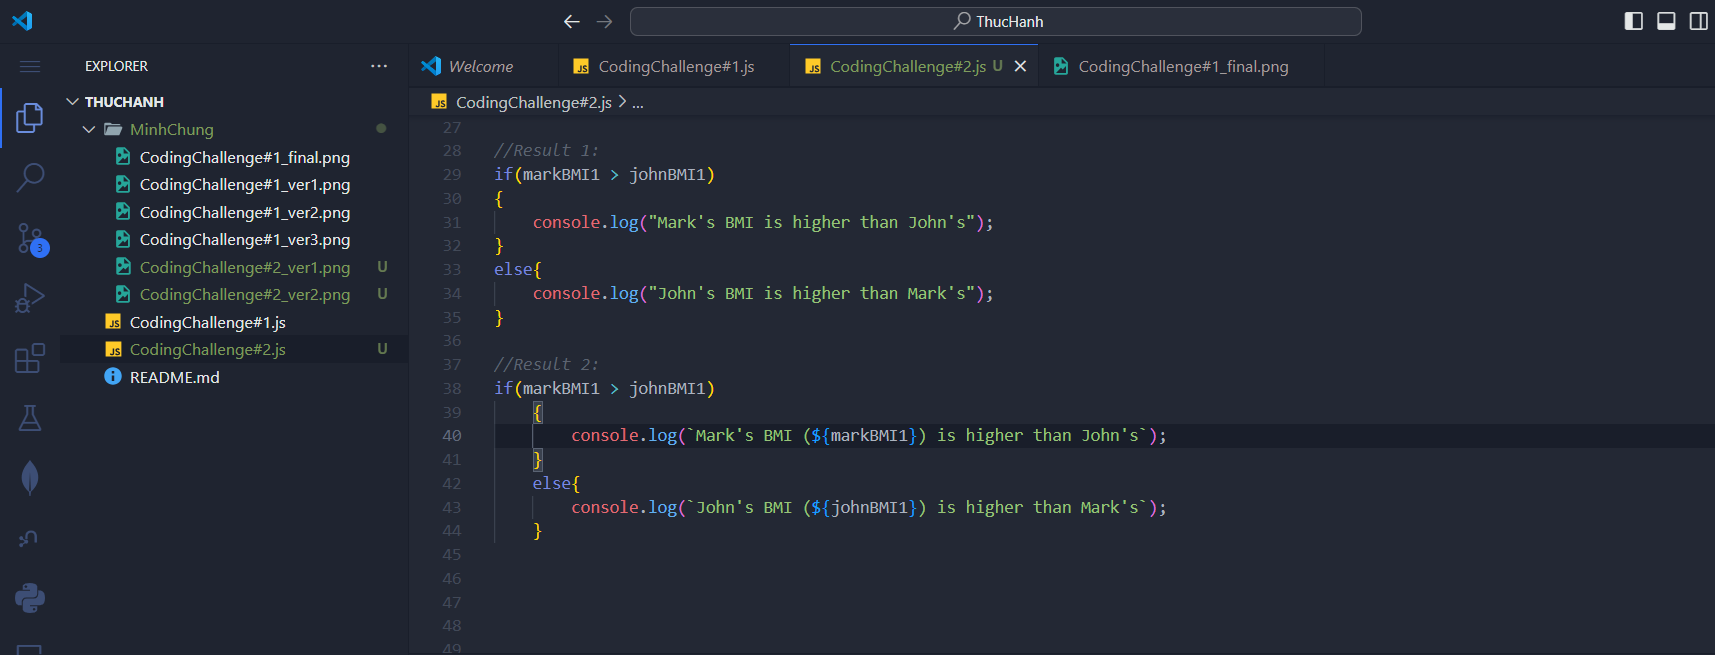 ThucHanh
EXPLORER
Welcome
CodingChallenge#1.js
CodingChallenge#2.js U
CodingChallenge#1_final.png
THUCHANH
CodingChallenge#2.js > ...
MinhChung
CodingChallenge#1_final.png
CodingChallenge#1_ver1.png
CodingChallenge#1_ver2.png
CodingChallenge#1_ver3.png
CodingChallenge#2_ver1.png U
CodingChallenge#2_ver2.png U
CodingChallenge#1.js
CodingChallenge#2.js U
README.md
3
27
28 //Result 1:
29 if(markBMI1 > johnBMI1)
30 {
31 console.log("Mark's BMI is higher than John's");
32 }
33 else{
34 console.log("John's BMI is higher than Mark's");
35 }
36
37 //Result 2:
38 if(markBMI1 > johnBMI1)
39 {
40 console.log(`Mark's BMI (${markBMI1}) is higher than John's`);
41 }
42 else{
43 console.log(`John's BMI (${johnBMI1}) is higher than Mark's`);
44 }
45
46
47
48
49